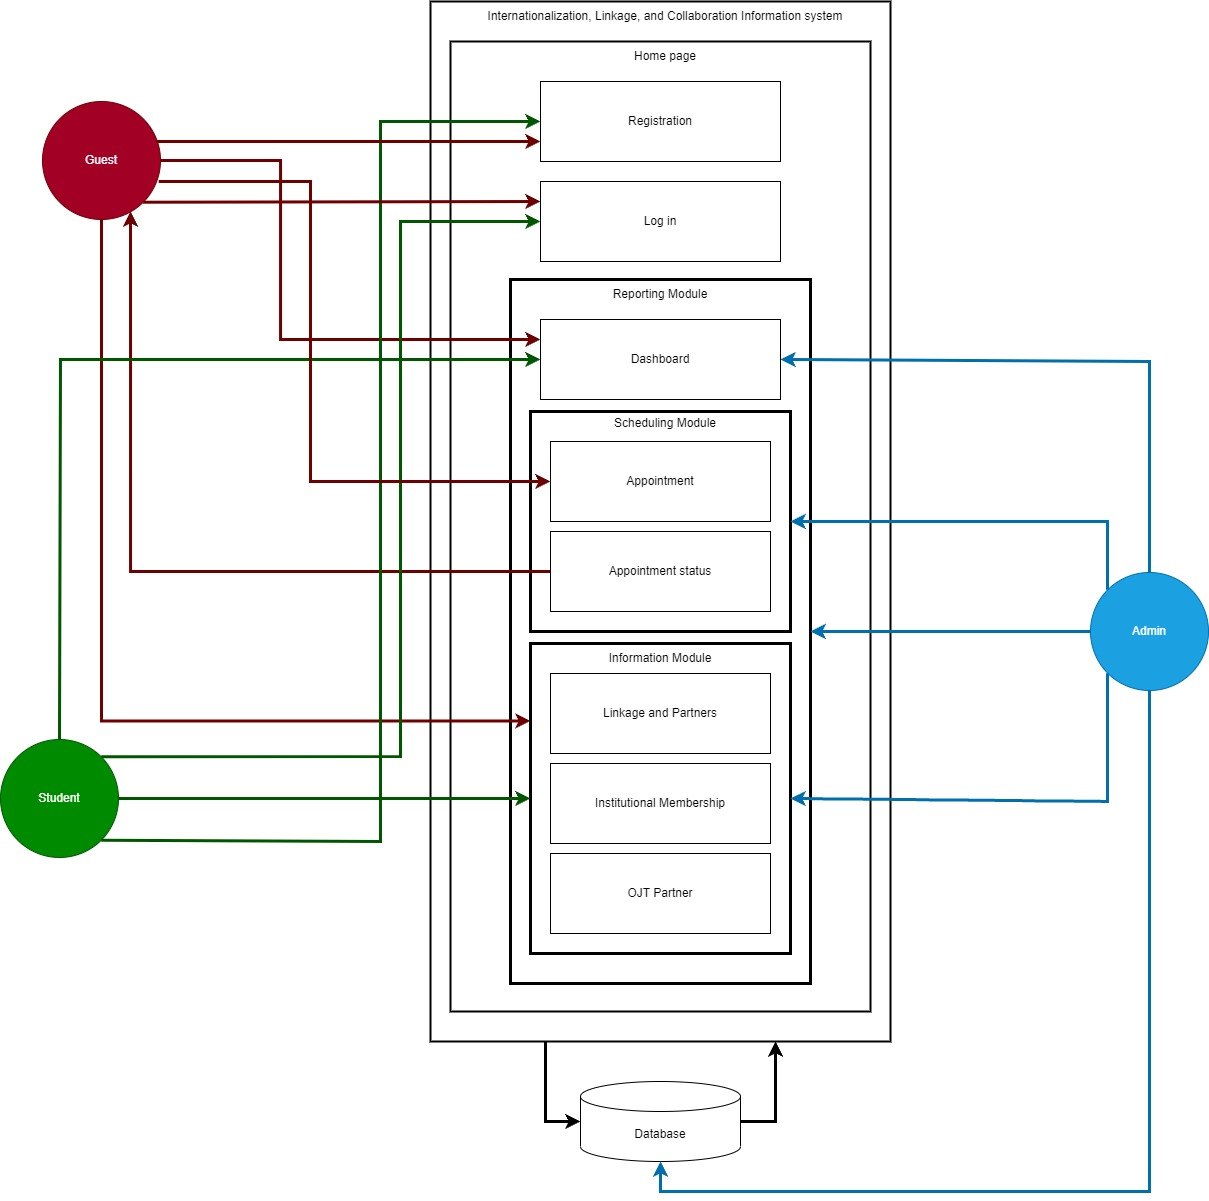 Internationalization, Linkage, and Collaboration Information system
Home page
Registration
Guest
Log in
Reporting Module
Dashboard
Scheduling Module
Appointment
Appointment status
Admin
Information Module
Linkage and Partners
Student
Institutional Membership
OJT Partner
Database